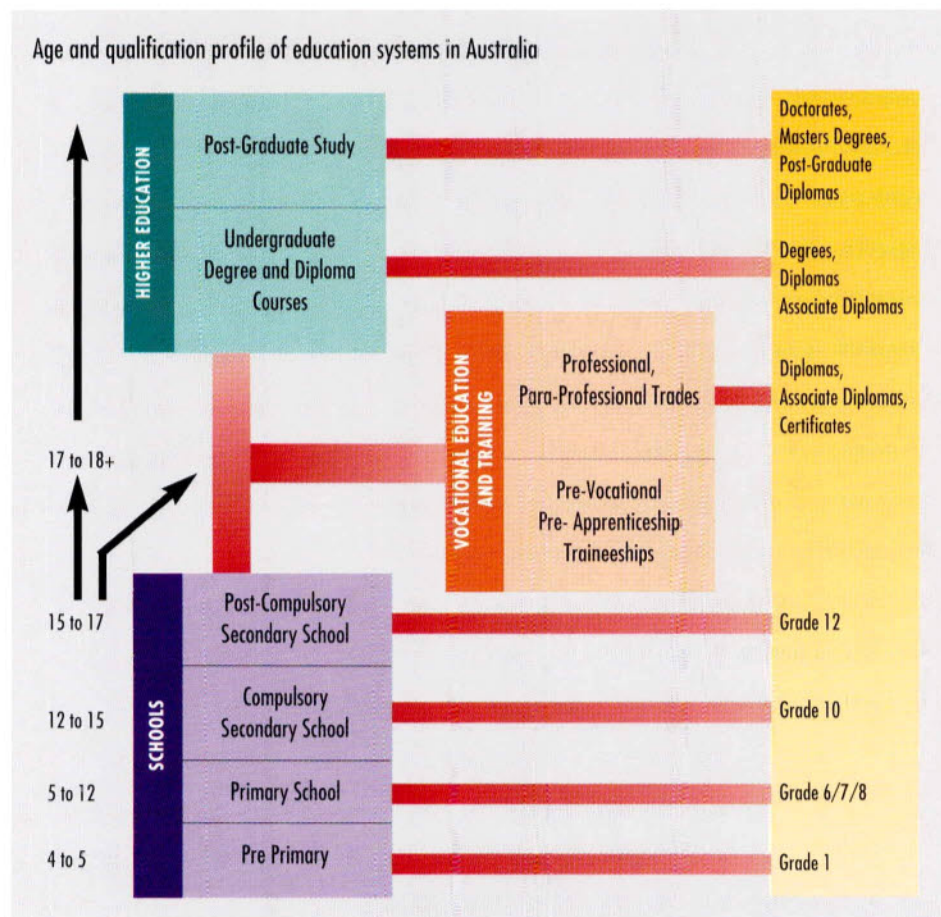 Age and qualification profile of education systems in Australia
HIGHER EDUCATION
Post-Graduate Study
Doctorates,
Masters Degrees,
Post-Graduate
Diplomas
Undergraduate
Degree and Diploma
Courses
Degrees,
Diplomas
Associate Diplomas
VOCATIONAL EDUCATION
AND TRAINING
Professional,
Para-Professional Trades
Diplomas,
Associate Diplomas,
Certificates
17 to 18+
Pre-Vocational
Pre- Apprenticeship
Traineeships
SCHOOLS
15 to 17
Post-Compulsory
Secondary School
Grade 12
12 to 15
Compulsory
Secondary School
Grade 10
5 to 12
Primary School
Grade 6/7/8
4 to 5
Pre Primary
Grade 1